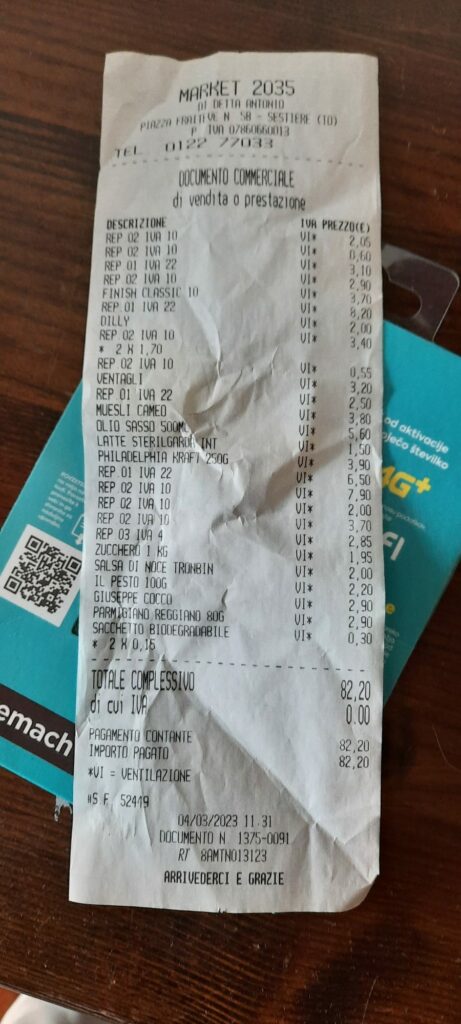 MARKET 2035
DI DETTA ANTONIO
PIAZZA FRAITEVE N 5B - SESTIERE (TO)
P IVA 07860660013
TEL 0122 77033
DOCUMENTO COMMERCIALE
di vendita o prestazione
DESCRIZIONE IVA PREZZO(€)
REP 02 IVA 10 VI* 2,05
REP 02 IVA 10 VI* 0,60
REP 01 IVA 22 VI* 3,10
REP 02 IVA 10 VI* 2,90
FINISH CLASSIC 10 VI* 3,70
REP 01 IVA 22 VI* 8,20
DILLY VI* 2,00
REP 02 IVA 10 VI* 3,40
* 2 X 1,70
REP 02 IVA 10 VI* 0,55
VENTAGLI VI* 3,20
REP 01 IVA 22 VI* 2,50
MUESLI CAMEO VI* 3,80
OLIO SASSO 500ML VI* 5,60
LATTE STERILGARDA INT VI* 1,50
PHILADELPHIA KRAFT 250G VI* 3,90
REP 01 IVA 22 VI* 6,50
REP 02 IVA 10 VI* 7,90
REP 02 IVA 10 VI* 2,00
REP 02 IVA 10 VI* 3,70
REP 03 IVA 4 VI* 2,85
ZUCCHERO 1 KG VI* 1,95
SALSA DI NOCE TRONBIN VI* 2,00
IL PESTO 100G VI* 2,20
GIUSEPPE COCCO VI* 2,90
PARMIGIANO REGGIANO 80G VI* 2,90
SACCHETTO BIODEGRADABILE VI* 0,30
* 2 X 0,15
TOTALE COMPLESSIVO 82,20
di cui IVA 0.00
PAGAMENTO CONTANTE 82,20
IMPORTO PAGATO 82,20
*VI = VENTILAZIONE
#S.F. 52449
04/03/2023 11.31
DOCUMENTO N 1375-0091
RT 8AMTN013123
ARRIVEDERCI E GRAZIE
od aktivacije
številko
4G+
emach